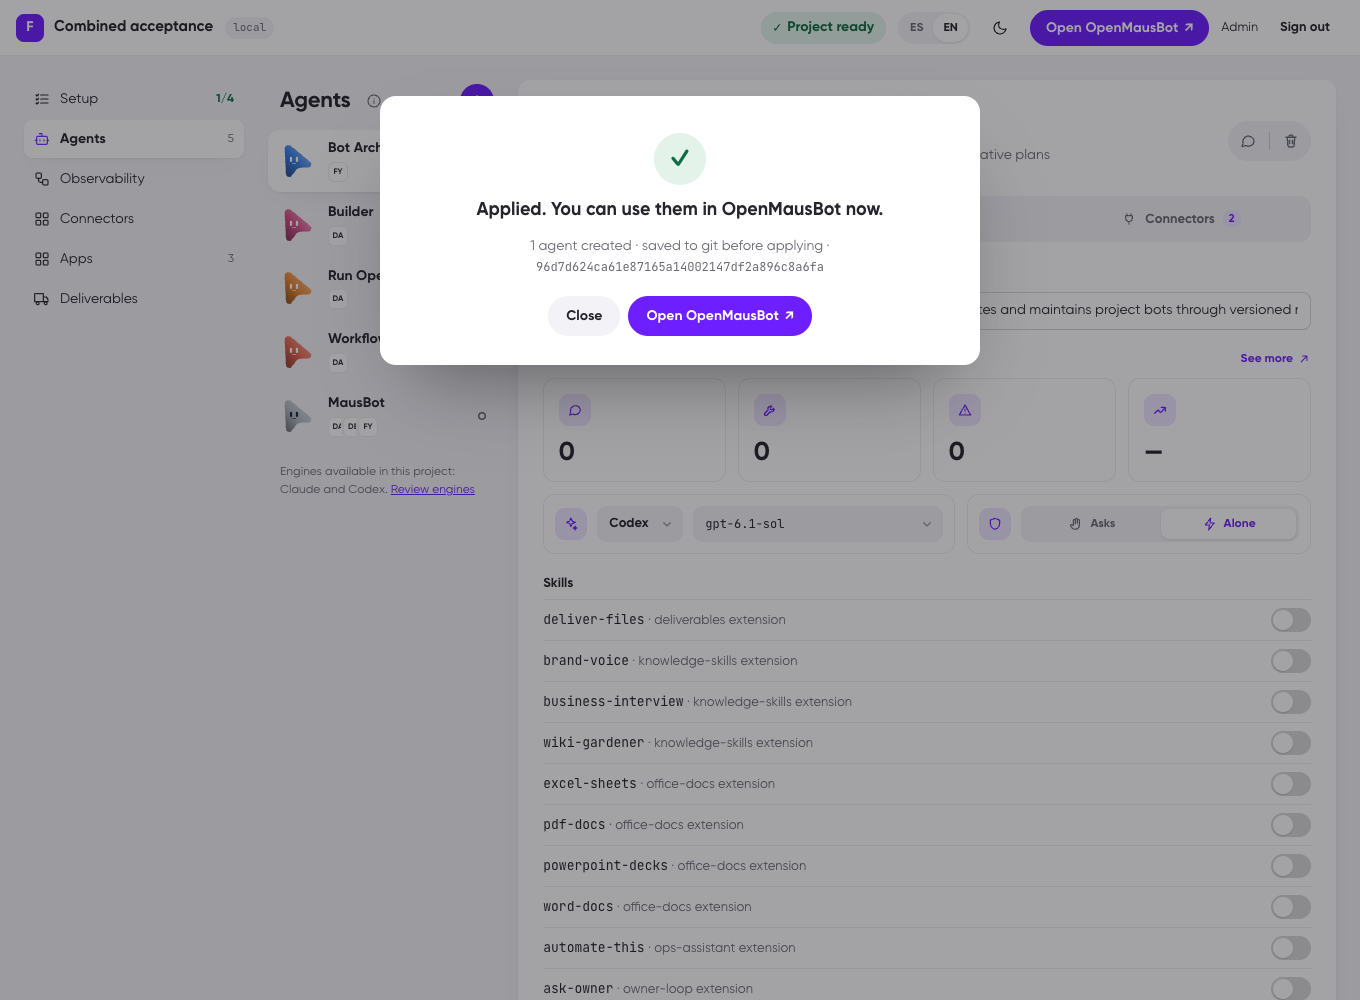 F Combined acceptance local
✓ Project ready ES EN Open OpenMausBot ↗ Admin Sign out
Setup 1/4
Agents 5
Observability
Connectors
Apps 3
Deliverables
Agents
Bot
FY
Builder
DA
Run
DA
DA
MausBot
DA FY
Engines available in this project:
Claude and Codex. Review engines
Applied. You can use them in OpenMausBot now.
1 agent created · saved to git before applying ·
96d7d624ca61e87165a14002147df2a896c8a6fa
Close Open OpenMausBot ↗
plans
Connectors 2
and maintains project bots through versioned
See more ↗
0 0 0 –
Codex gpt-6.1-sol Asks Alone
Skills
deliver-files · deliverables extension
brand-voice · knowledge-skills extension
business-interview · knowledge-skills extension
wiki-gardener · knowledge-skills extension
excel-sheets · office-docs extension
pdf-docs · office-docs extension
powerpoint-decks · office-docs extension
word-docs · office-docs extension
automate-this · ops-assistant extension
ask-owner · owner-loop extension